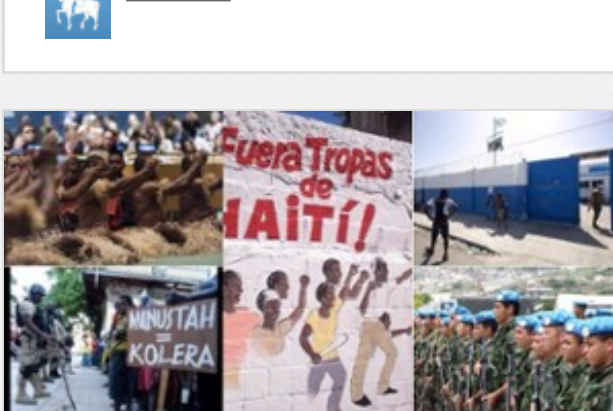 Fuera Tropas
de
HAiTí!
MINUSTAH
=
KOLERA